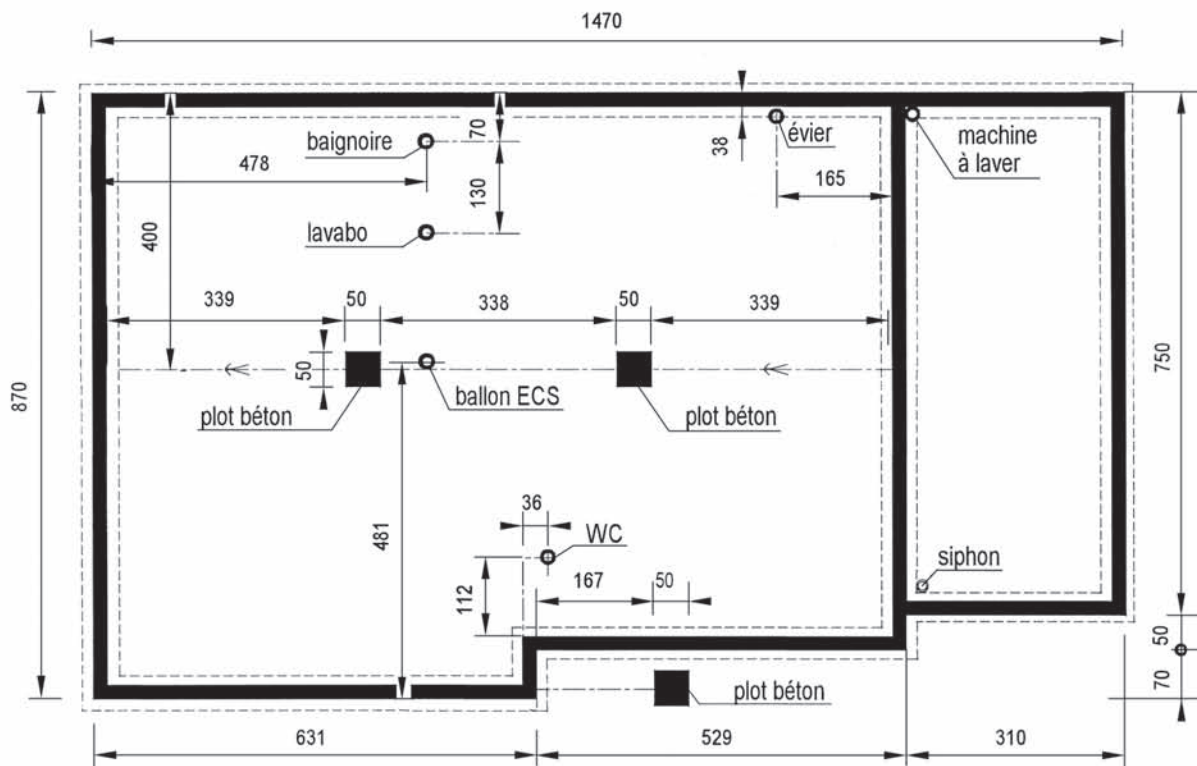 1470
70
baignoire
évier
machine
à laver
38
478
165
130
400
lavabo
339
50
338
50
339
50
870
750
ballon ECS
plot béton
plot béton
36
481
WC
siphon
167
50
112
50
70
plot béton
631
529
310